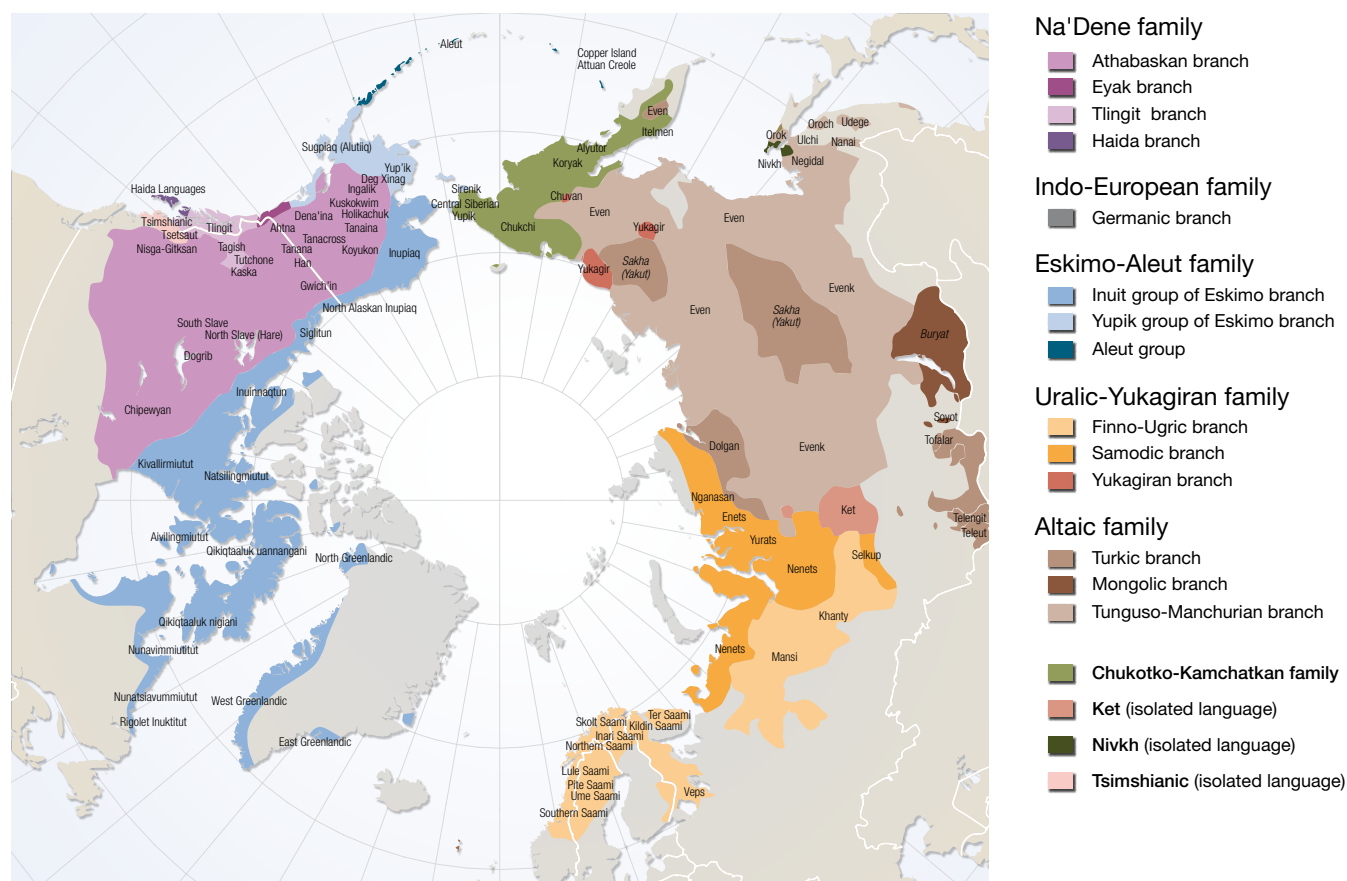 Aleut
Copper Island
Attuan Creole
Even
Itelmen
Alyutor
Koryak
Chuvan
Chukchi
Sirenik
Central Siberian
Yupik
Orok
Oroch
Udege
Ulchi
Nanai
Nivkh
Negidal
Sugpiaq (Alutiiq)
Yup'ik
Deg Xinag
Ingalik
Kuskokwim
Holikachuk
Dena'ina
Ahtna
Tanaina
Tanacross
Tanana
Koyukon
Han
Inupiaq
Gwich'in
North Alaskan Inupiaq
Haida Languages
Tsimshianic
Tsetsaut
Nisga-Gitksan
Tlingit
Tagish
Tutchone
Kaska
South Slave
North Slave (Hare)
Siglitun
Dogrib
Inuinnaqtun
Chipewyan
Kivallirmiutut
Natsilingmiutut
Aivilingmiutut
Qikiqtaaluk uannangani
North Greenlandic
Qikiqtaaluk nigiani
Nunavimmiutitut
Nunatsiavummiutut
Rigolet Inuktitut
West Greenlandic
East Greenlandic
Even
Yukagir
Even
Yukagir
Sakha
(Yakut)
Evenk
Even
Sakha
(Yakut)
Buryat
Soyot
Tofalar
Dolgan
Evenk
Nganasan
Enets
Ket
Telengit
Teleut
Yurats
Selkup
Nenets
Khanty
Nenets
Mansi
Ter Saami
Skolt Saami
Kildin Saami
Inari Saami
Northern Saami
Lule Saami
Pite Saami
Ume Saami
Southern Saami
Veps
Na'Dene family
Athabaskan branch
Eyak branch
Tlingit branch
Haida branch
Indo-European family
Germanic branch
Eskimo-Aleut family
Inuit group of Eskimo branch
Yupik group of Eskimo branch
Aleut group
Uralic-Yukagiran family
Finno-Ugric branch
Samodic branch
Yukagiran branch
Altaic family
Turkic branch
Mongolic branch
Tunguso-Manchurian branch
Chukotko-Kamchatkan family
Ket (isolated language)
Nivkh (isolated language)
Tsimshianic (isolated language)